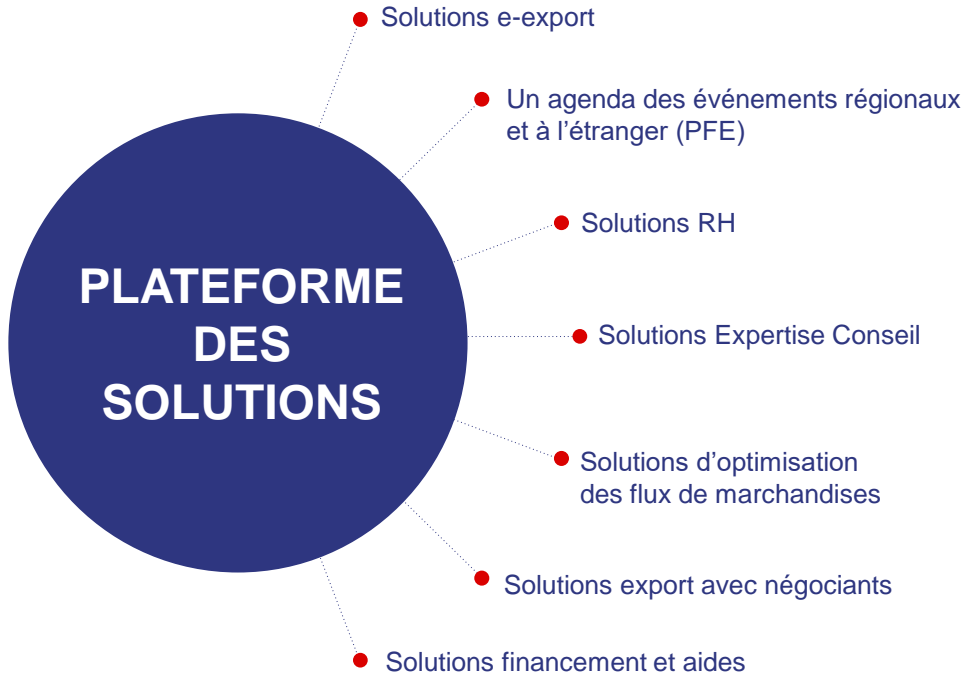 Solutions e-export
Un agenda des événements régionaux
et à l’étranger (PFE)
Solutions RH
PLATEFORME
DES
SOLUTIONS
Solutions Expertise Conseil
Solutions d’optimisation
des flux de marchandises
Solutions export avec négociants
Solutions financement et aides